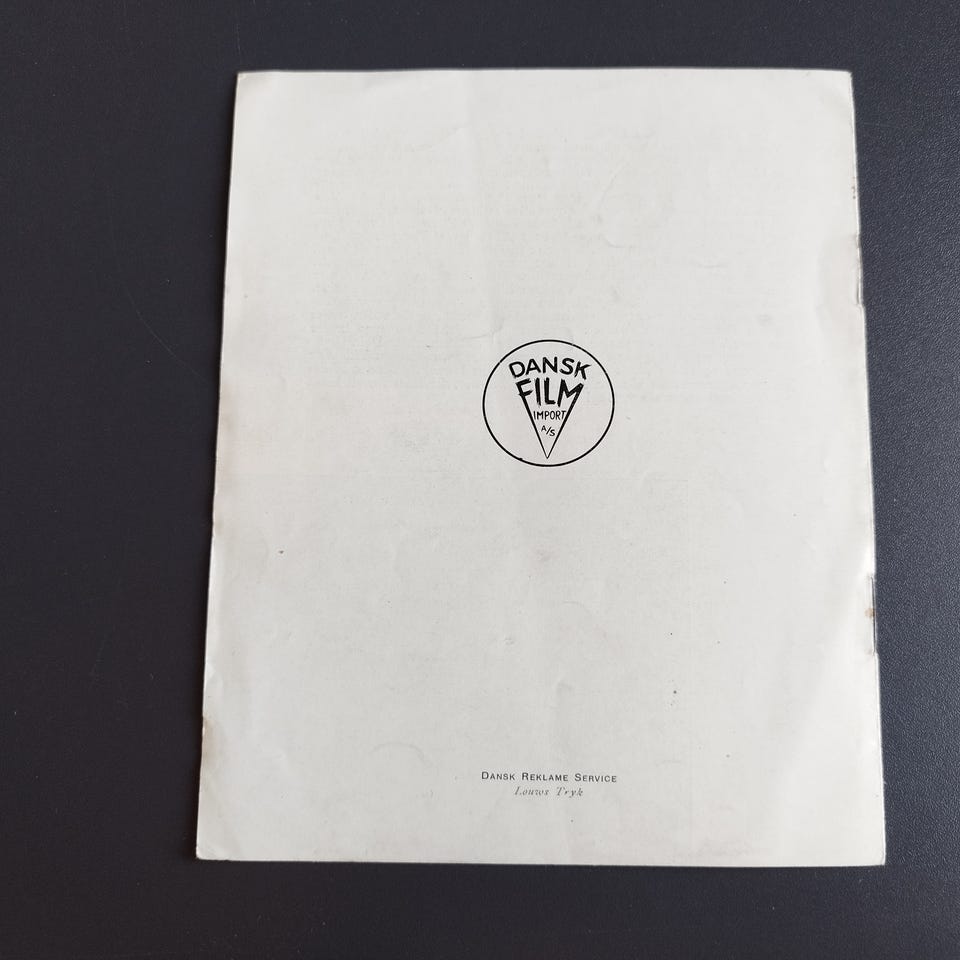 DANSK
FILM
IMPORT
A/S
DANSK REKLAME SERVICE
Louws Tryk